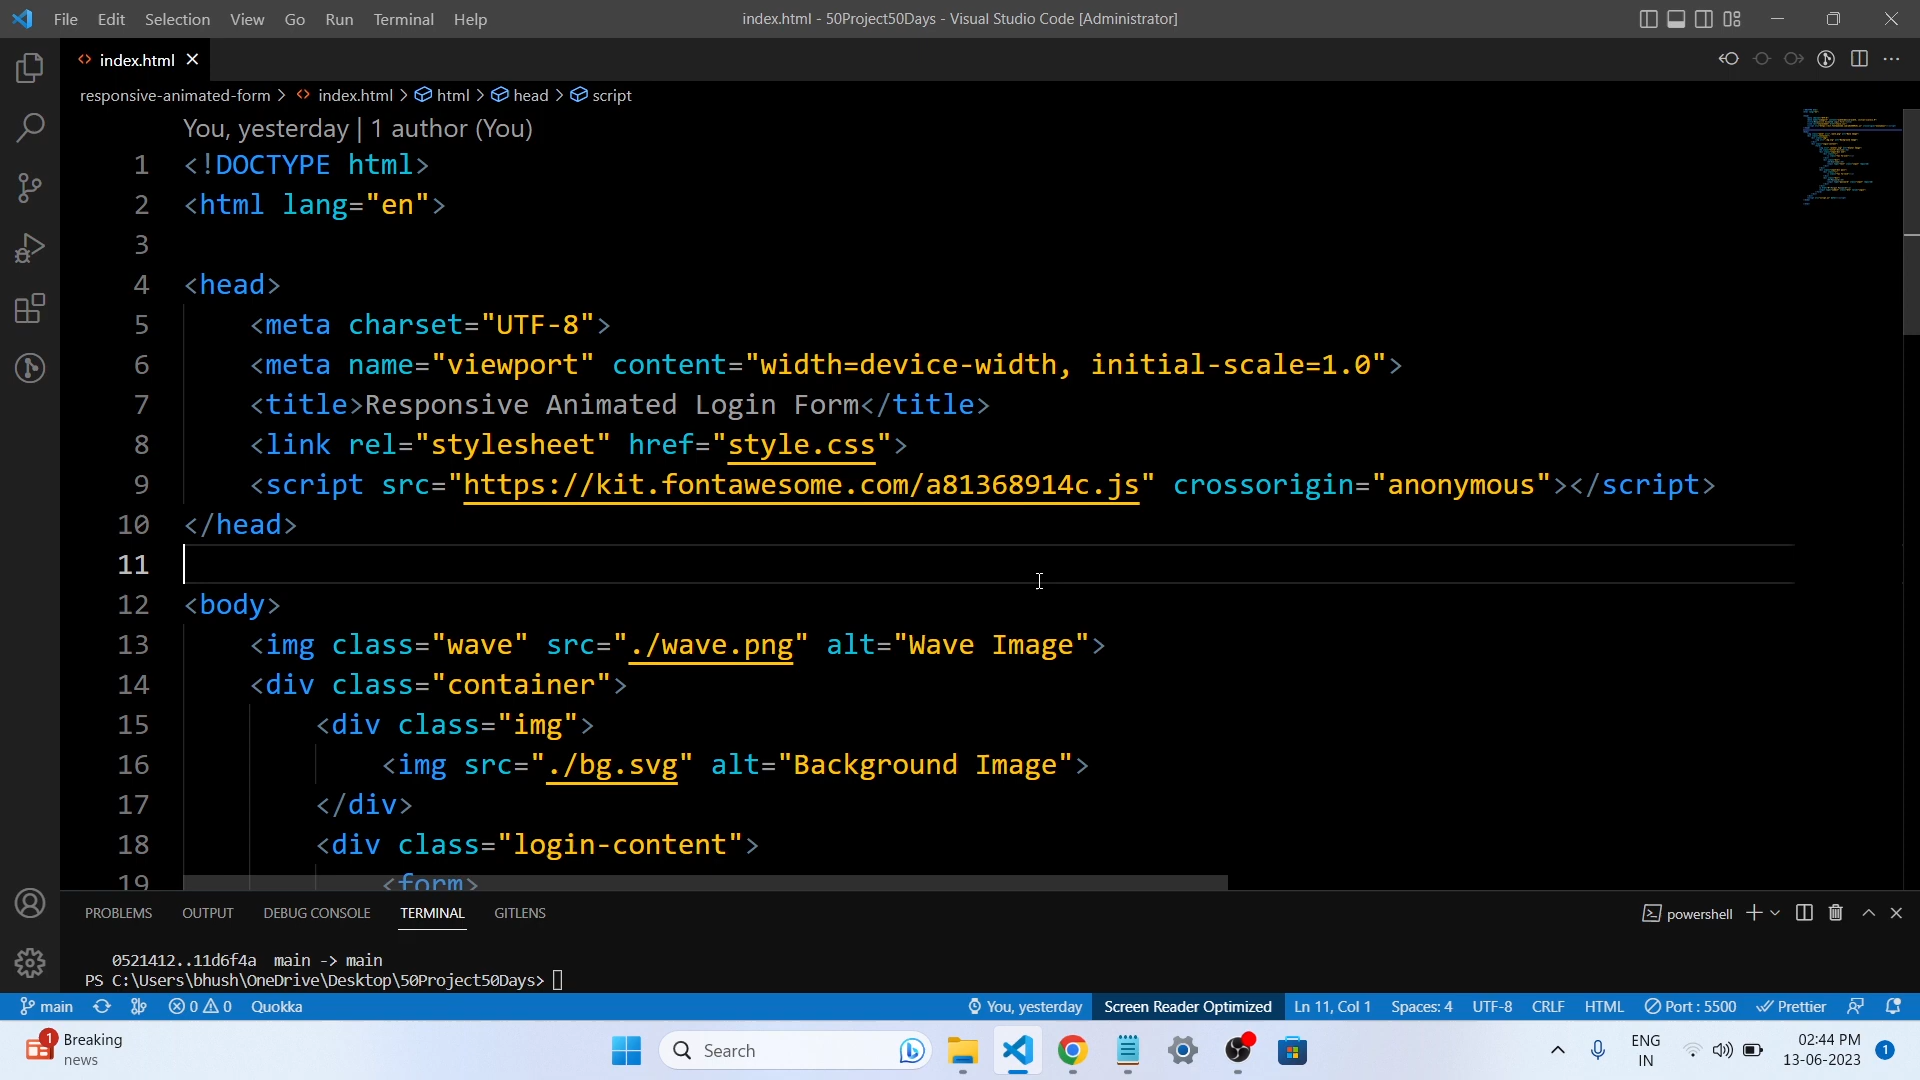 File Edit Selection View Go Run Terminal Help
index.html - 50Project50Days - Visual Studio Code [Administrator]
index.html
responsive-animated-form > index.html > html > head > script
You, yesterday | 1 author (You)
1 <!DOCTYPE html>
2 <html lang="en">
3
4 <head>
5 <meta charset="UTF-8">
6 <meta name="viewport" content="width=device-width, initial-scale=1.0">
7 <title>Responsive Animated Login Form</title>
8 <link rel="stylesheet" href="style.css">
9 <script src="https://kit.fontawesome.com/a81368914c.js" crossorigin="anonymous"></script>
10 </head>
11
12 <body>
13 <img class="wave" src="./wave.png" alt="Wave Image">
14 <div class="container">
15 <div class="img">
16 <img src="./bg.svg" alt="Background Image">
17 </div>
18 <div class="login-content">
19 <form>
PROBLEMS OUTPUT DEBUG CONSOLE TERMINAL GITLENS
powershell
0521412..11d6f4a main -> main
PS C:\Users\bhush\OneDrive\Desktop\50Project50Days>
main 0 0 Quokka You, yesterday Screen Reader Optimized Ln 11, Col 1 Spaces: 4 UTF-8 CRLF HTML Port : 5500 Prettier
1 Breaking
news
Search
ENG
IN
02:44 PM
13-06-2023
1